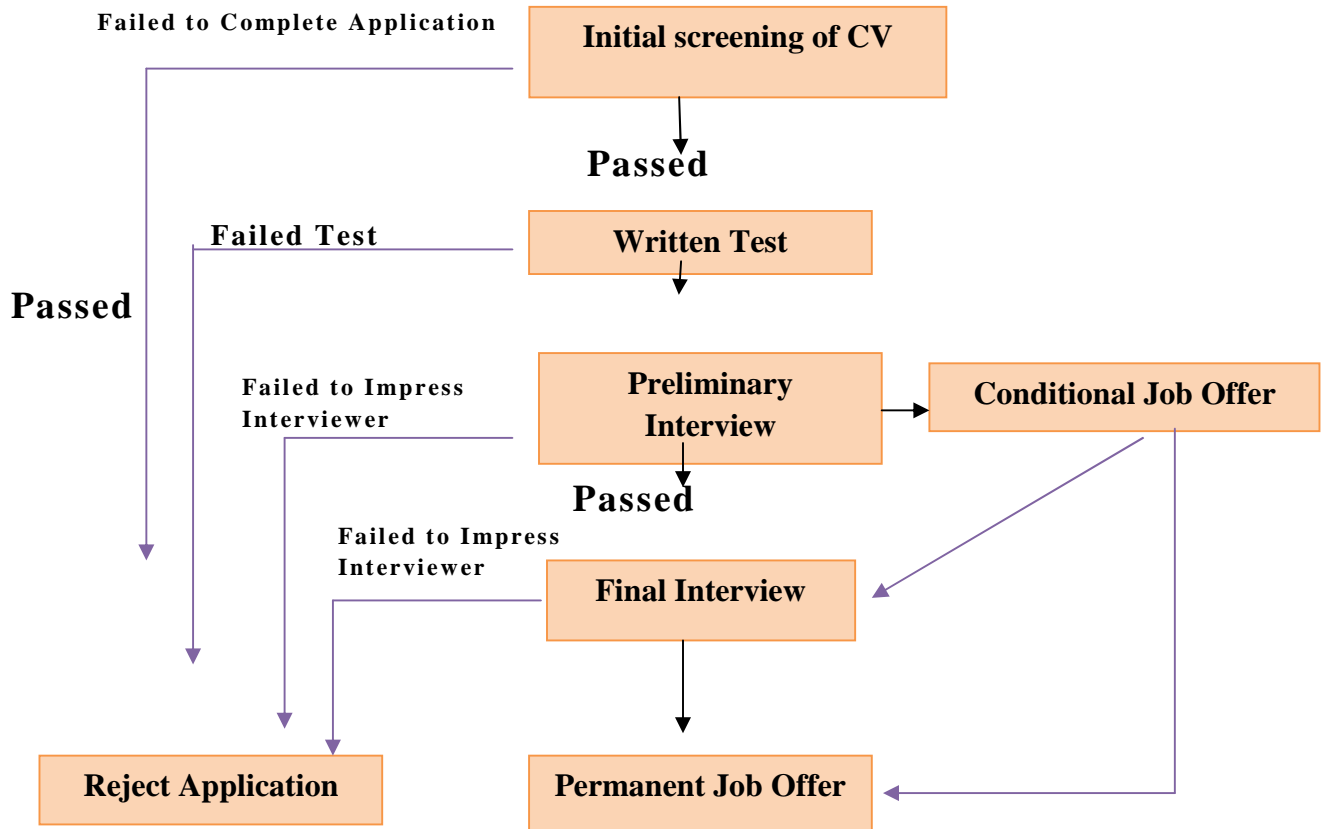 Failed to Complete Application
Initial screening of CV
Passed
Failed Test
Written Test
Passed
Failed to Impress
Interviewer
Preliminary
Interview
Conditional Job Offer
Passed
Failed to Impress
Interviewer
Final Interview
Reject Application
Permanent Job Offer